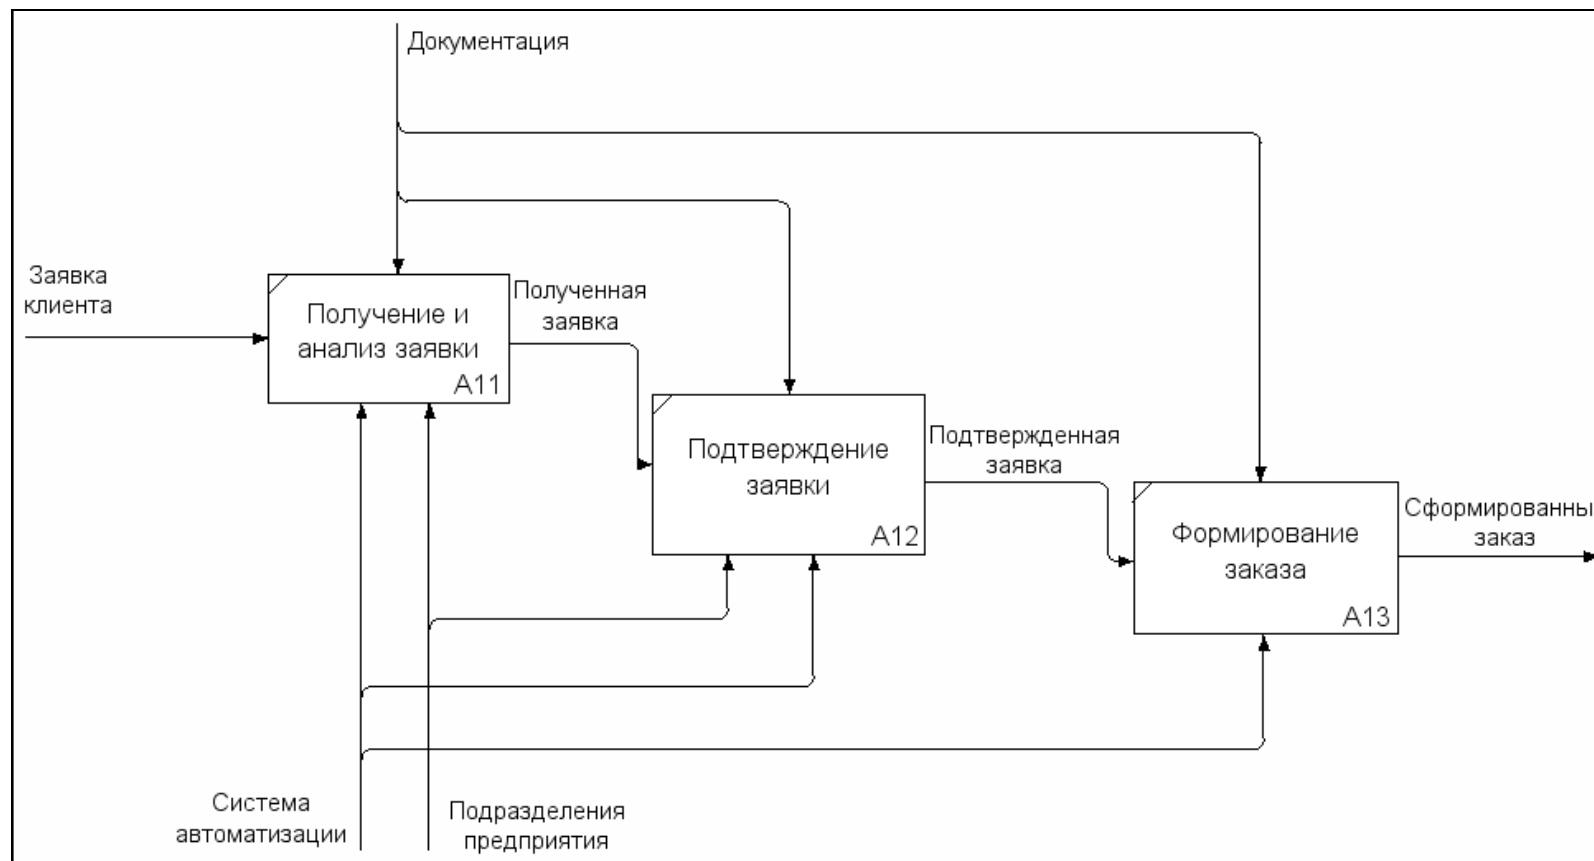 Документация
Заявка
клиента
Получение и
анализ заявки
A11
Полученная
заявка
Подтверждение
заявки
A12
Подтвержденная
заявка
Формирование
заказа
A13
Сформированны
заказ
Система
автоматизации
Подразделения
предприятия